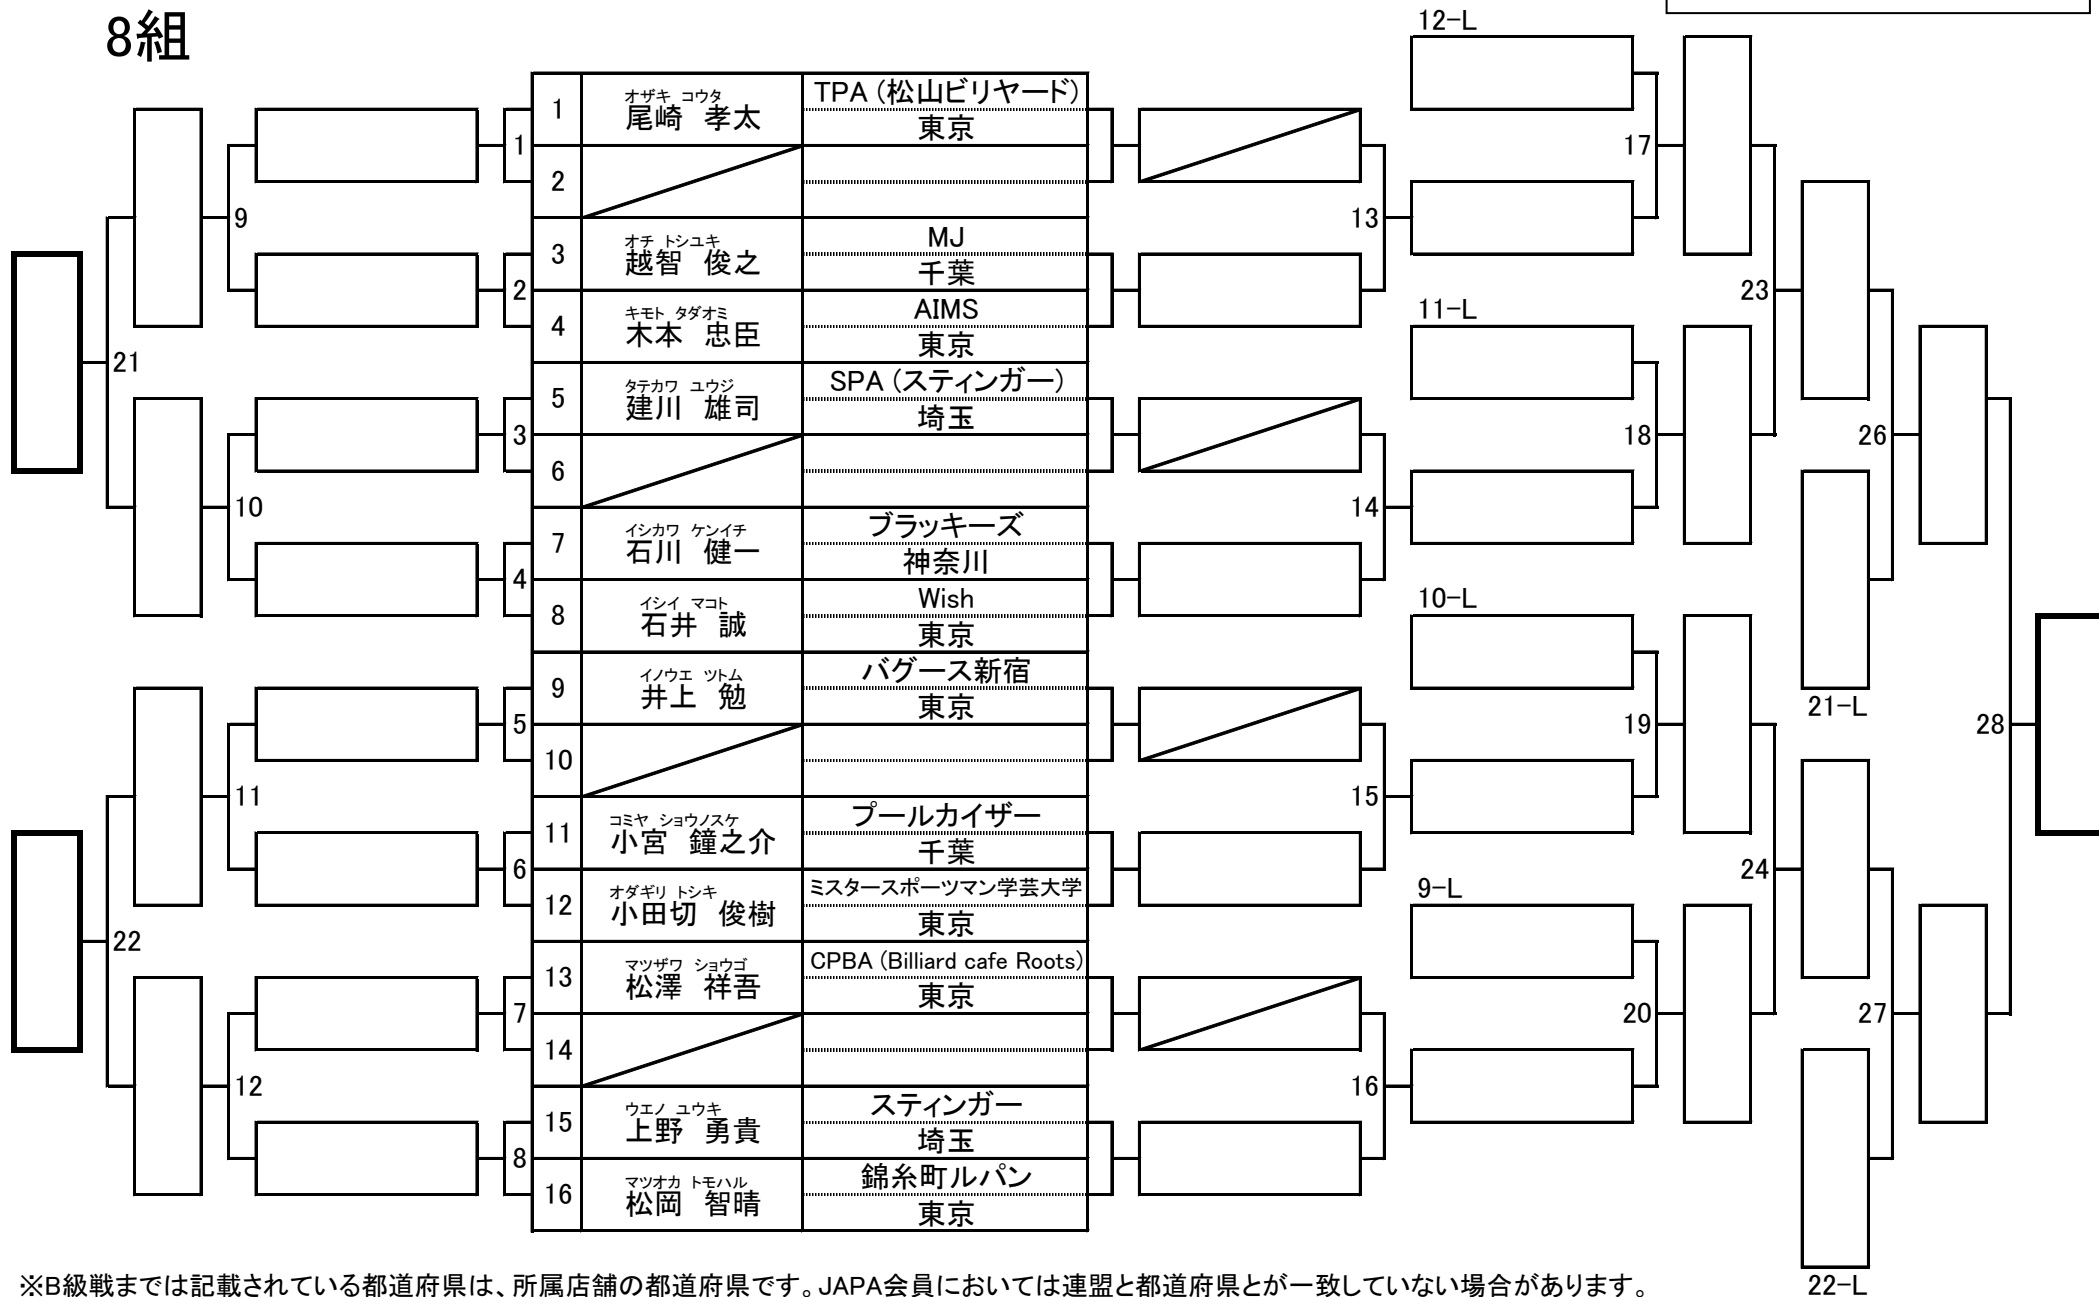 8組
1
オザキ コウタ
尾崎 孝太
TPA (松山ビリヤード)
東京
2
3
オチ トシユキ
越智 俊之
MJ
千葉
4
キモト タダオミ
木本 忠臣
AIMS
東京
5
タテカワ ユウジ
建川 雄司
SPA (スティンガー)
埼玉
6
7
イシカワ ケンイチ
石川 健一
ブラッキーズ
神奈川
8
イシイ マコト
石井 誠
Wish
東京
9
イノウエ ツトム
井上 勉
バグース新宿
東京
10
11
コミヤ ショウノスケ
小宮 鐘之介
プールカイザー
千葉
12
オダギリ トシキ
小田切 俊樹
ミスタースポーツマン学芸大学
東京
13
マツザワ ショウゴ
松澤 祥吾
CPBA (Billiard cafe Roots)
東京
14
15
ウエノ ユウキ
上野 勇貴
スティンガー
埼玉
16
マツオカ トモハル
松岡 智晴
錦糸町ルパン
東京
1
2
3
4
5
6
7
8
9
10
11
12
21
22
13
14
15
16
12-L
11-L
10-L
9-L
17
18
19
20
23
24
21-L
22-L
26
27
28
※B級戦までは記載されている都道府県は、所属店舗の都道府県です。JAPA会員においては連盟と都道府県とが一致していない場合があります。